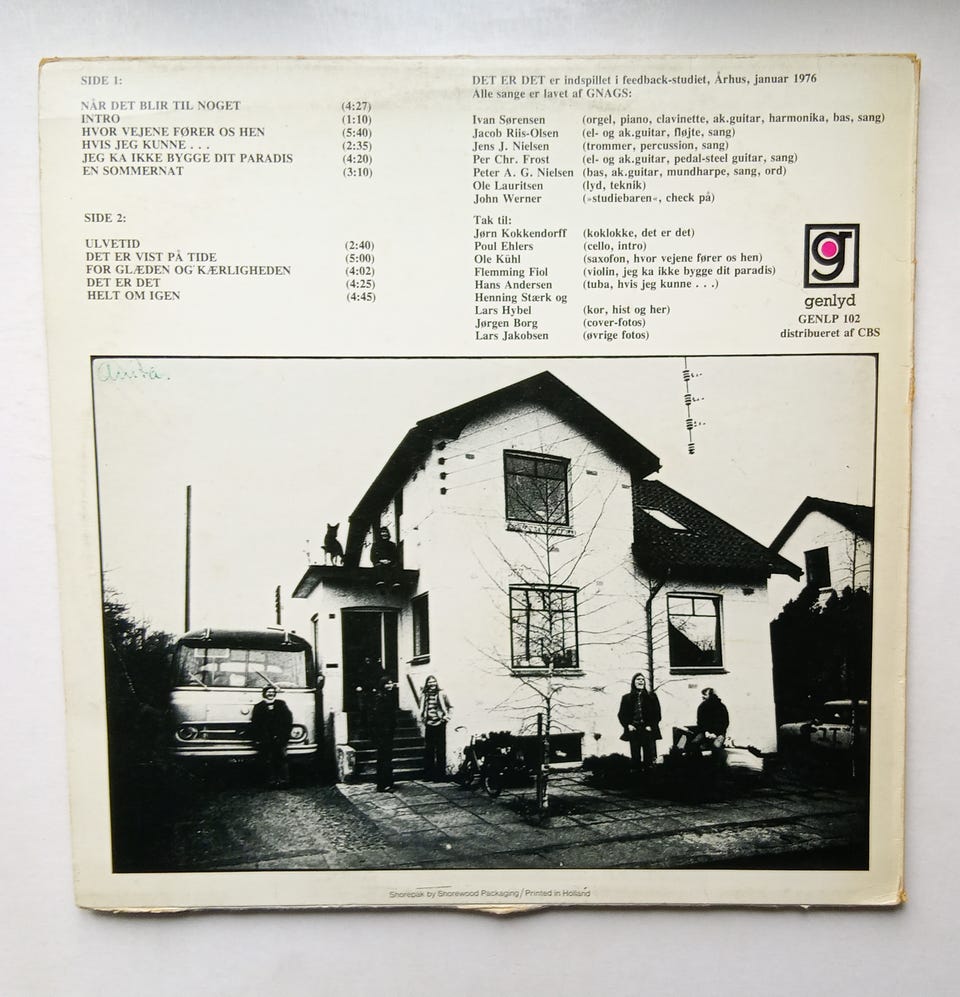 SIDE 1:
NÅR DET BLIR TIL NOGET (4:27)
INTRO (1:10)
HVOR VEJENE FØRER OS HEN (5:40)
HVIS JEG KUNNE . . . (2:35)
JEG KA IKKE BYGGE DIT PARADIS (4:20)
EN SOMMERNAT (3:10)
SIDE 2:
ULVETID (2:40)
DET ER VIST PÅ TIDE (5:00)
FOR GLÆDEN OG KÆRLIGHEDEN (4:02)
DET ER DET (4:25)
HELT OM IGEN (4:45)
DET ER DET er indspillet i feedback-studiet, Århus, januar 1976
Alle sange er lavet af GNAGS:
Ivan Sørensen (orgel, piano, clavinette, ak.guitar, harmonika, bas, sang)
Jacob Riis-Olsen (el- og ak.guitar, fløjte, sang)
Jens J. Nielsen (trommer, percussion, sang)
Per Chr. Frost (el- og ak.guitar, pedal-steel guitar, sang)
Peter A. G. Nielsen (bas, ak.guitar, mundharpe, sang, ord)
Ole Lauritsen (lyd, teknik)
John Werner (»studiebaren«, check på)
Tak til:
Jørn Kokkendorff (koklokke, det er det)
Poul Ehlers (cello, intro)
Ole Kühl (saxofon, hvor vejene fører os hen)
Flemming Fiol (violin, jeg ka ikke bygge dit paradis)
Hans Andersen (tuba, hvis jeg kunne . . .)
Henning Stærk og
Lars Hybel (kor, hist og her)
Jørgen Borg (cover-fotos)
Lars Jakobsen (øvrige fotos)
g
genlyd
GENLP 102
distribueret af CBS
Anita.
Shorepak by Shorewood Packaging / Printed in Holland